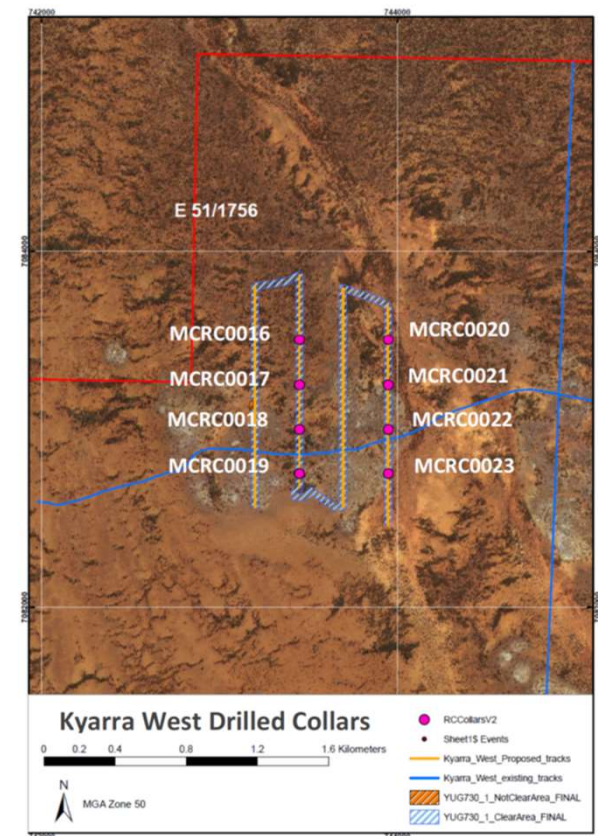 742000 744000
E 51/1756
7084000 7084000
MCRC0016 MCRC0020
MCRC0017 MCRC0021
MCRC0018 MCRC0022
MCRC0019 MCRC0023
7082000
Kyarra West Drilled Collars
0 0.2 0.4 0.8 1.2 1.6 Kilometers
N
MGA Zone 50
RCCollarsV2
Sheet1$ Events
Kyarra_West_Proposed_tracks
Kyarra_West_existing_tracks
YUG730_1_NotClearArea_FINAL
YUG730_1_ClearArea_FINAL